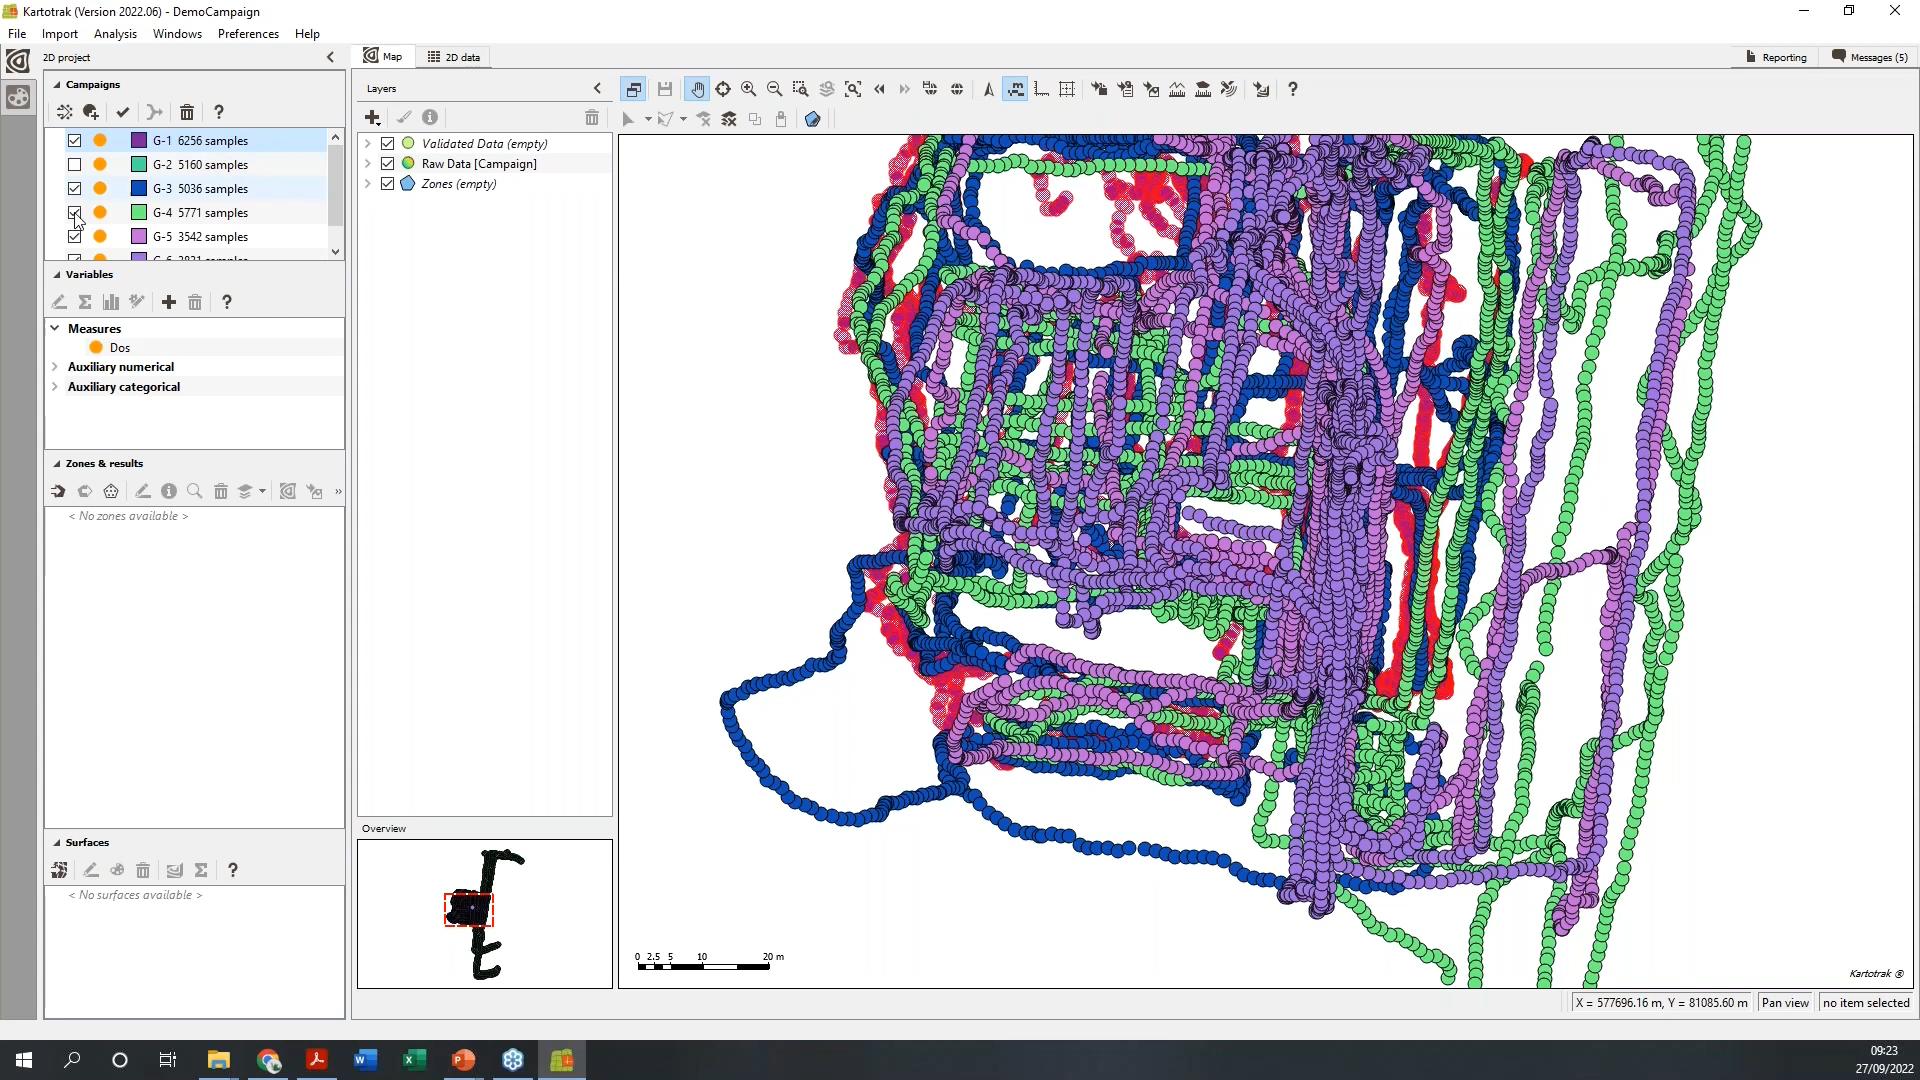 Kartotrak (Version 2022.06) - DemoCampaign
File Import Analysis Windows Preferences Help
2D project
Map
2D data
Reporting
Messages (5)
Campaigns
G-1 6256 samples
G-2 5160 samples
G-3 5036 samples
G-4 5771 samples
G-5 3542 samples
Variables
Measures
Dos
Auxiliary numerical
Auxiliary categorical
Zones & results
< No zones available >
Surfaces
< No surfaces available >
Layers
Validated Data (empty)
Raw Data [Campaign]
Zones (empty)
Overview
0 2.5 5 10 20 m
Kartotrak ®
X = 577696.16 m, Y = 81085.60 m
Pan view
no item selected
09:23
27/09/2022